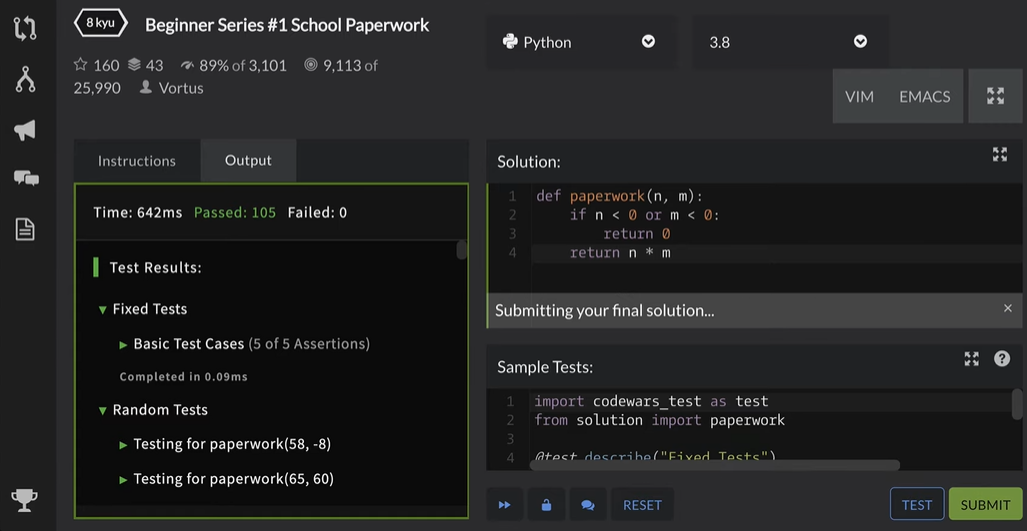 8 kyu
Beginner Series #1 School Paperwork
160 43 89% of 3,101 9,113 of
25,990 Vortus
Python
3.8
VIM
EMACS
Instructions
Output
Time: 642ms Passed: 105 Failed: 0
Test Results:
Fixed Tests
Basic Test Cases (5 of 5 Assertions)
Completed in 0.09ms
Random Tests
Testing for paperwork(58, -8)
Testing for paperwork(65, 60)
Solution:
1 def paperwork(n, m):
2 if n < 0 or m < 0:
3 return 0
4 return n * m
Submitting your final solution...
Sample Tests:
1 import codewars_test as test
2 from solution import paperwork
3
4 @test.describe("Fixed Tests")
RESET
TEST
SUBMIT